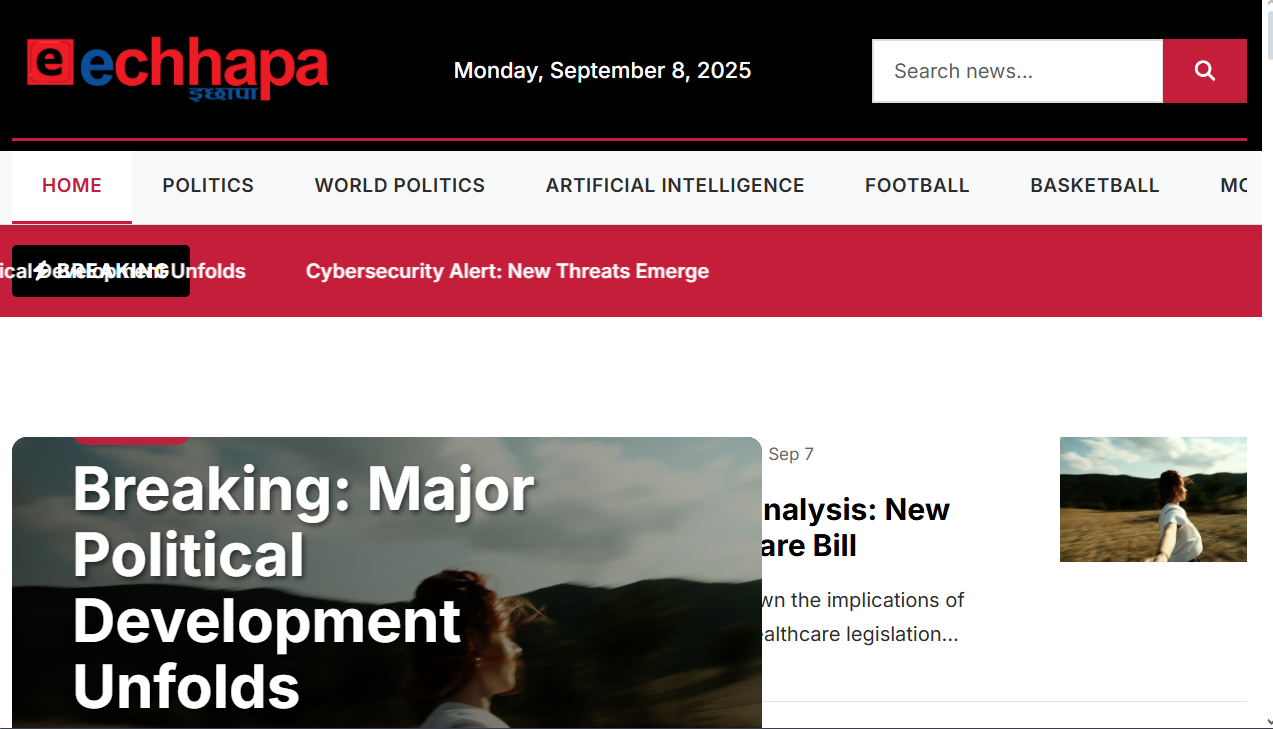 e echhapa
इछापा
Monday, September 8, 2025
Search news...
HOME POLITICS WORLD POLITICS ARTIFICIAL INTELLIGENCE FOOTBALL BASKETBALL MO
ical Development Unfolds Cybersecurity Alert: New Threats Emerge
BREAKING
Breaking: Major
Political
Development
Unfolds
Sep 7
nalysis: New
are Bill
wn the implications of
ealthcare legislation...